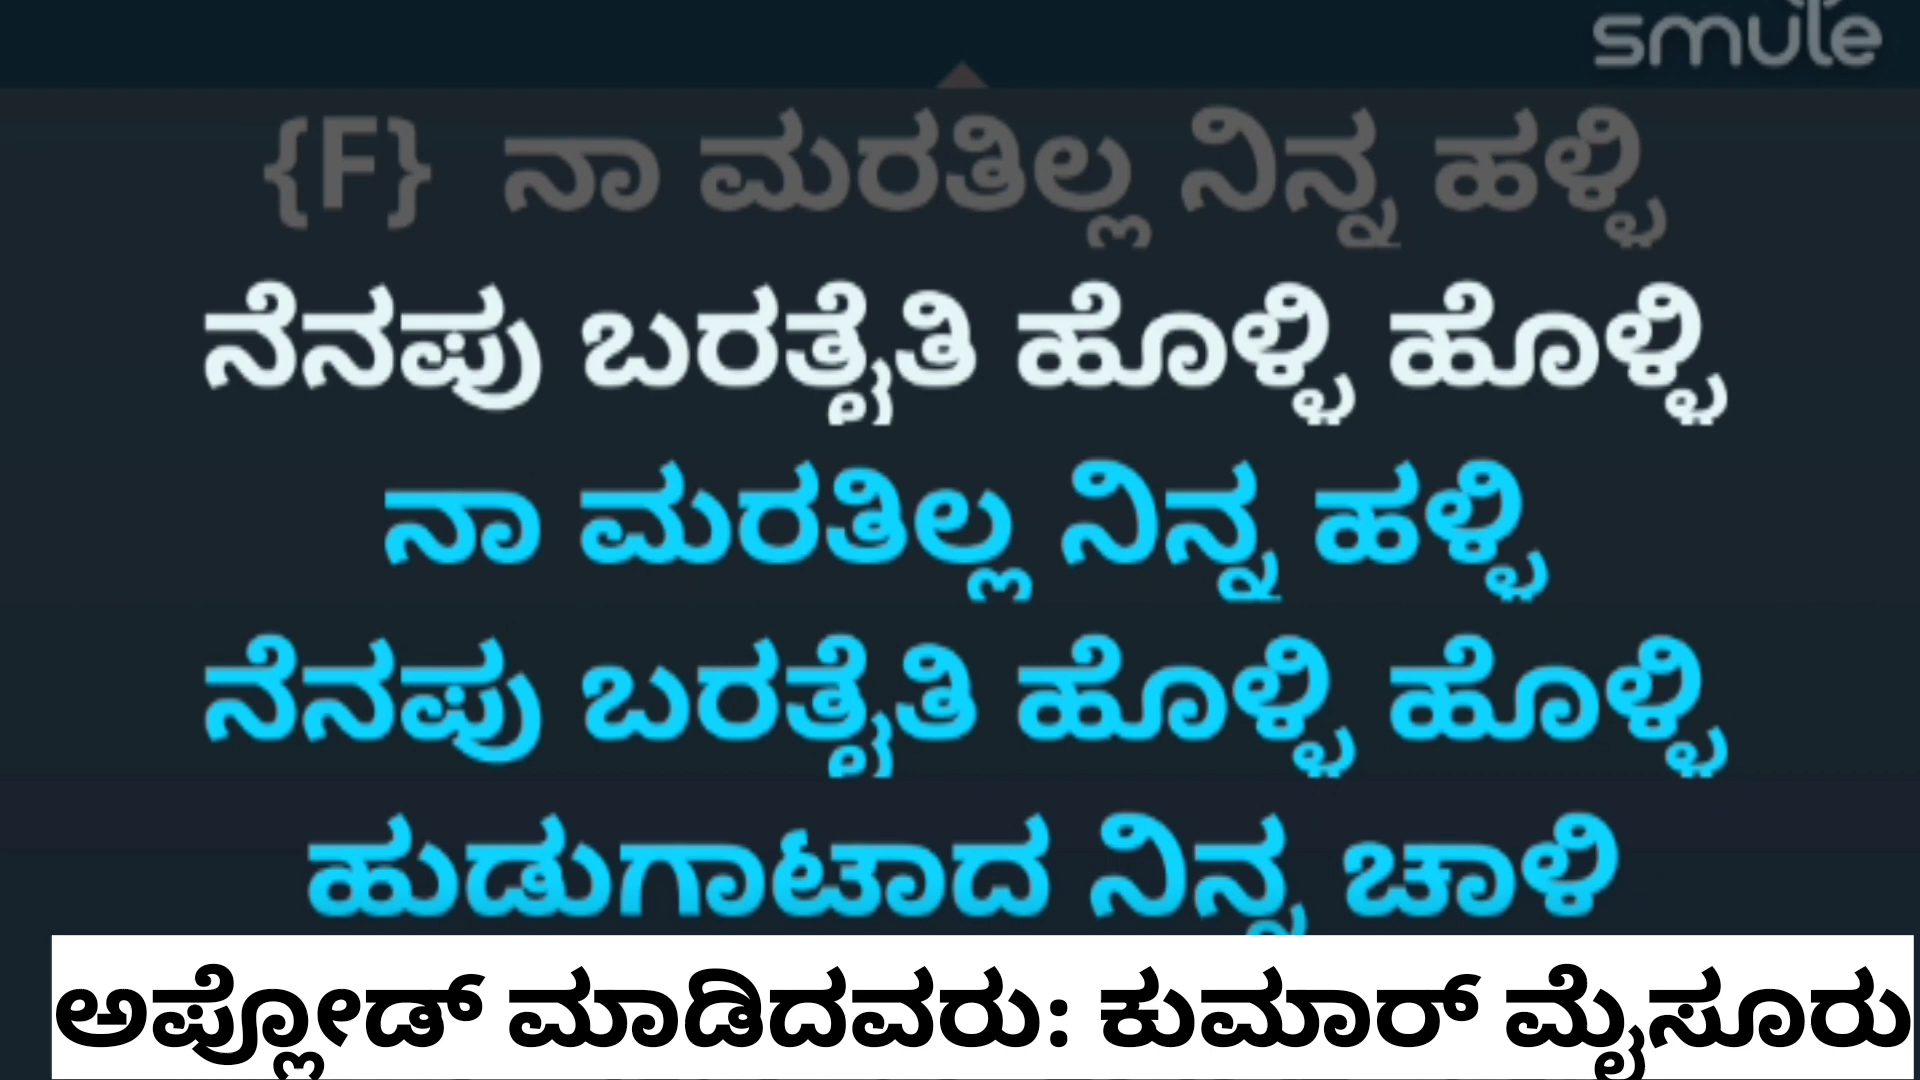 smule
{F} ನಾ ಮರತಿಲ್ಲ ನಿನ್ನ ಹಳ್ಳಿ
ನೆನಪು ಬರತೈತಿ ಹೊಳ್ಳಿ ಹೊಳ್ಳಿ
ನಾ ಮರತಿಲ್ಲ ನಿನ್ನ ಹಳ್ಳಿ
ನೆನಪು ಬರತೈತಿ ಹೊಳ್ಳಿ ಹೊಳ್ಳಿ
ಹುಡುಗಾಟಾದ ನಿನ್ನ ಚಾಳಿ
ಅಪ್ಲೋಡ್ ಮಾಡಿದವರು: ಕುಮಾರ್ ಮೈಸೂರು